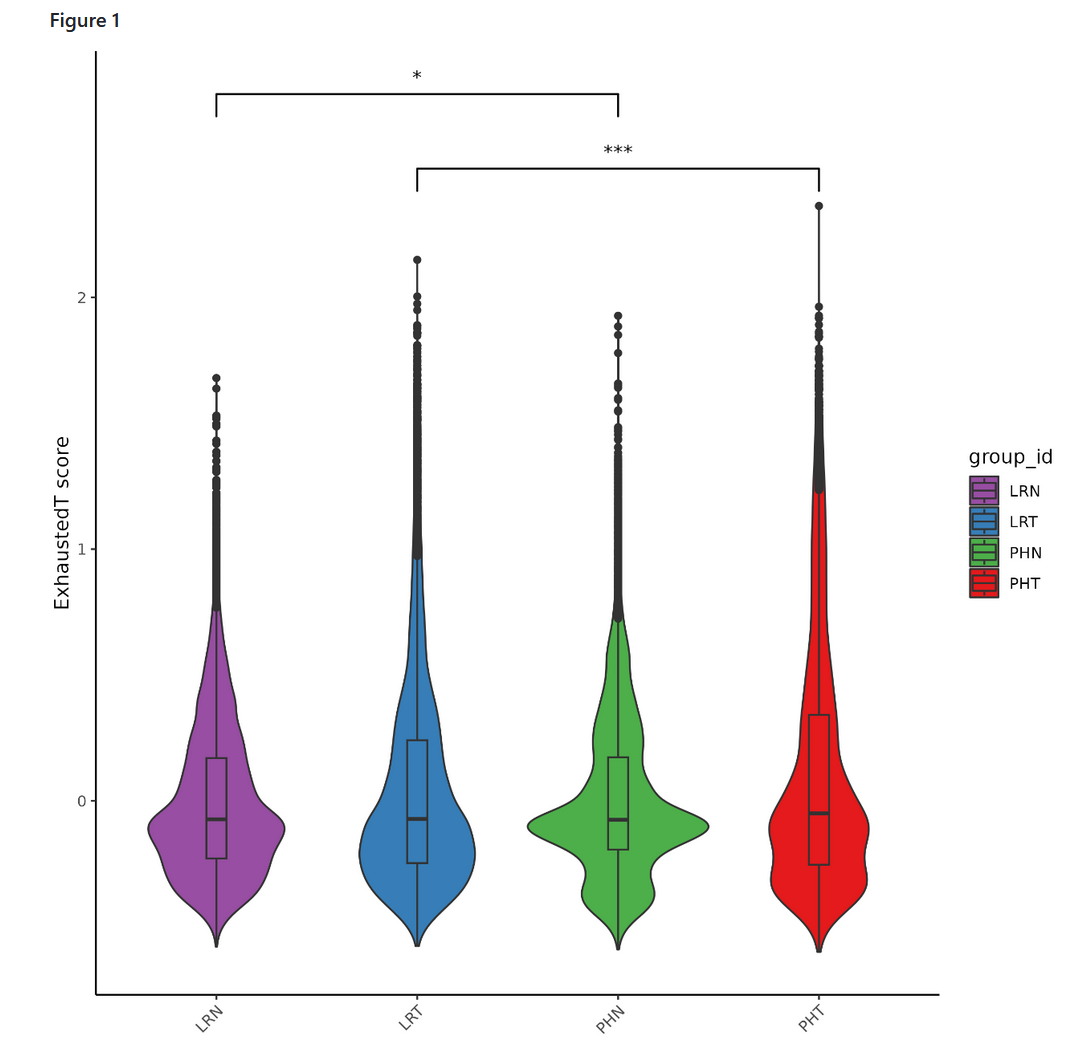 Figure 1
*
***
ExhaustedT score
2
1
0
LRN
LRT
PHN
PHT
group_id
LRN
LRT
PHN
PHT